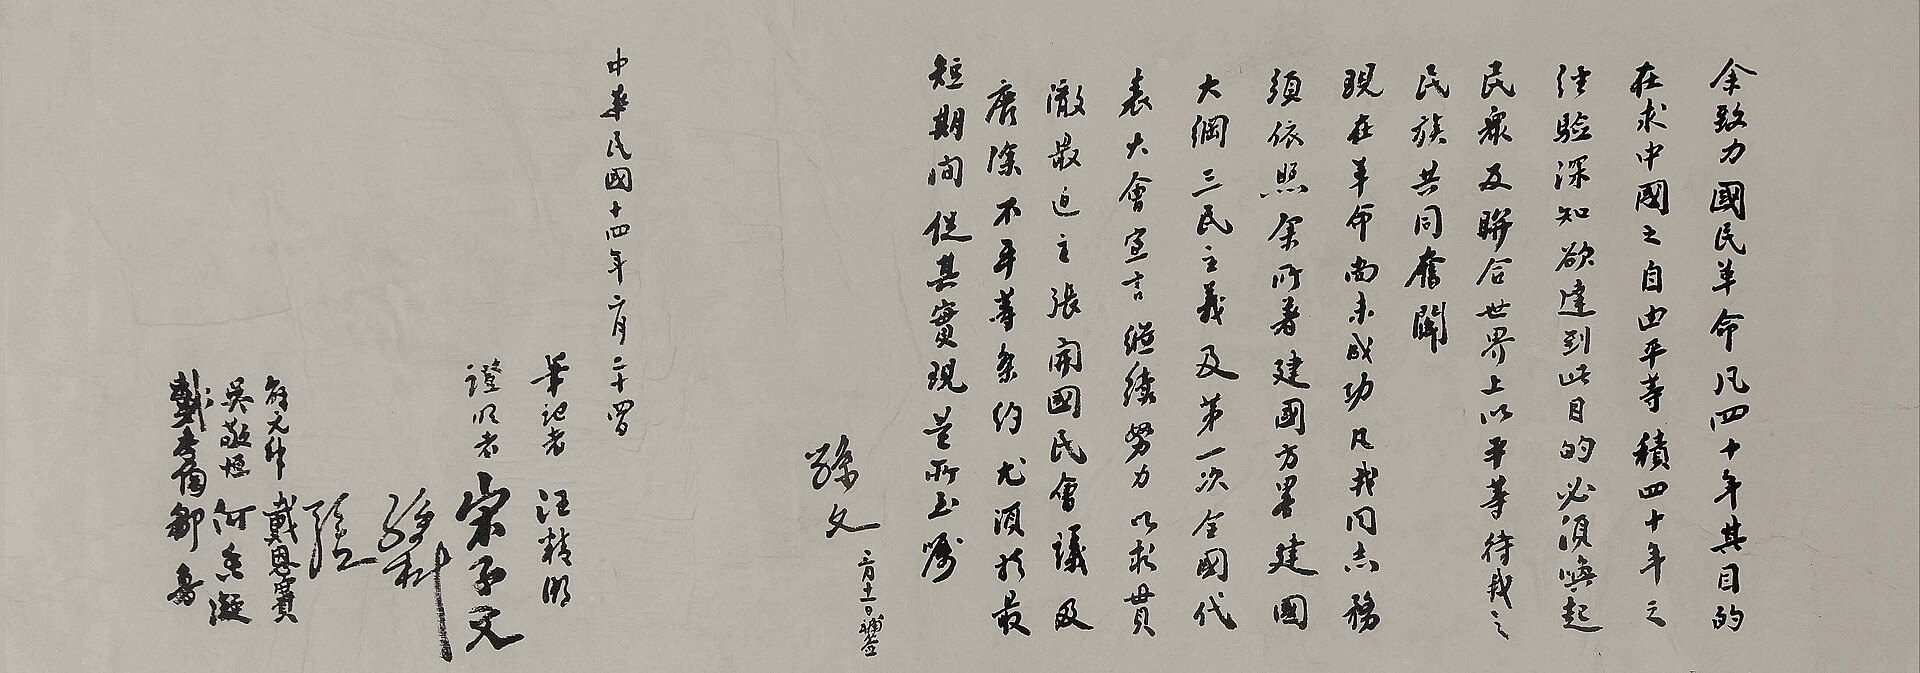 余致力國民革命凡四十年其目的
在求中國之自由平等積四十年之
經驗深知欲達到此目的必須喚起
民衆及聯合世界上以平等待我之
民族共同奮鬭
現在革命尚未成功凡我同志務
須依照余所著建國方畧建國
大綱三民主義及第一次全國代
表大會宣言繼續努力以求貫
徹最近主張開國民會議及
廢除不平等條約尤須於最
短期間促其實現是所至囑
孫文 三月十一日補簽
中華民國十四年二月二十四日
筆記者 汪精衛
證明者 宋子文
孫科
邵元冲 戴恩賽
吳敬恆 何香凝
戴季陶 鄒魯